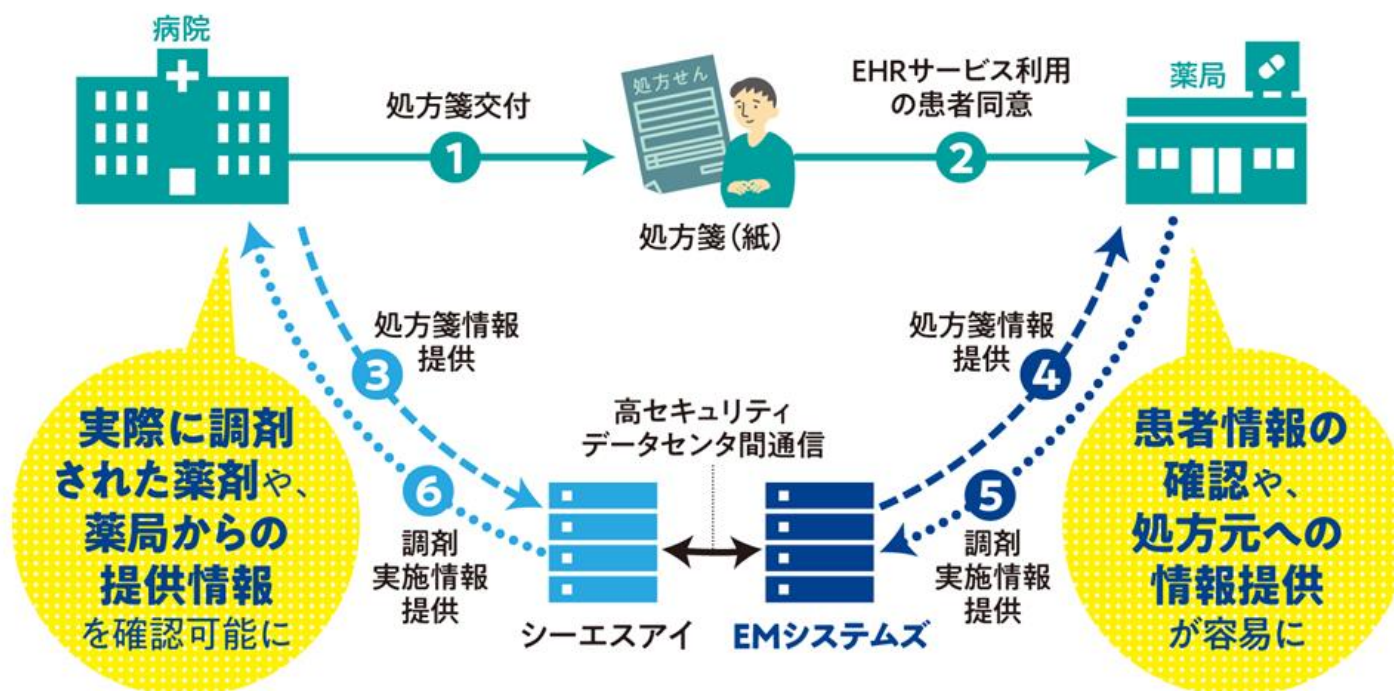 病院
処方箋交付
1
処方せん
処方箋(紙)
EHRサービス利用
の患者同意
2
薬局
処方箋情報
提供
3
処方箋情報
提供
4
高セキュリティ
データセンタ間通信
6
調剤
実施情報
提供
5
調剤
実施情報
提供
シーエスアイ
EMシステムズ
実際に調剤
された薬剤や、
薬局からの
提供情報
を確認可能に
患者情報の
確認や、
処方元への
情報提供
が容易に